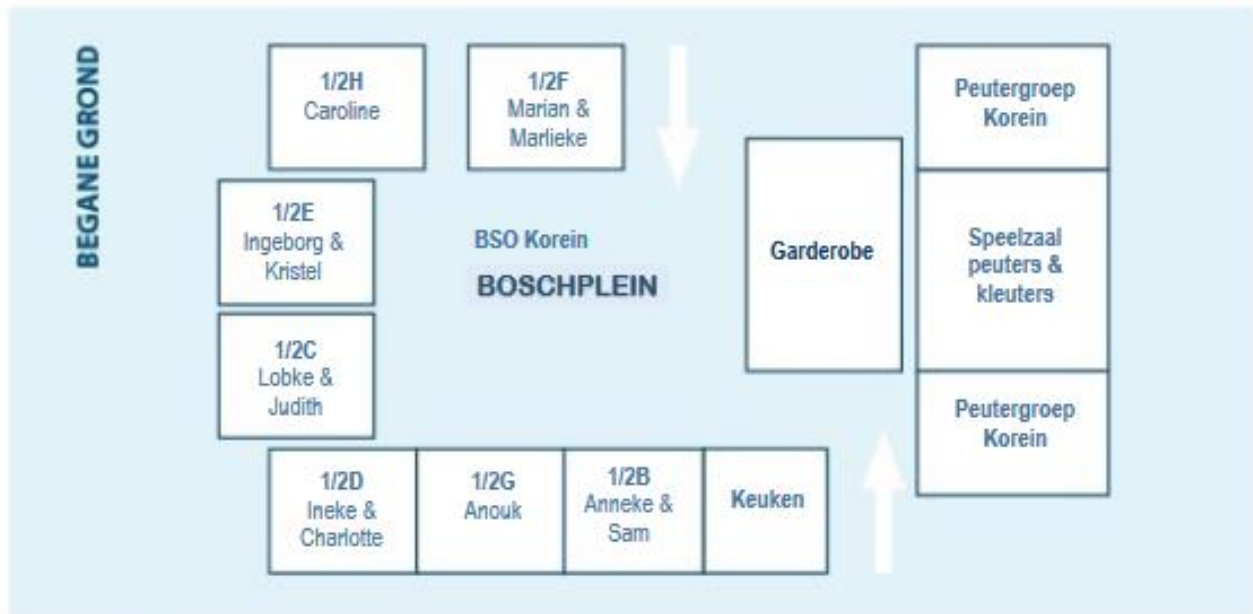 BEGANE GROND
1/2H
Caroline
1/2F
Marian &
Marlieke
Peutergroep
Korein
1/2E
Ingeborg &
Kristel
BSO Korein
BOSCHPLEIN
Garderobe
Speelzaal
peuters &
kleuters
1/2C
Lobke &
Judith
Peutergroep
Korein
1/2D
Ineke &
Charlotte
1/2G
Anouk
1/2B
Anneke &
Sam
Keuken